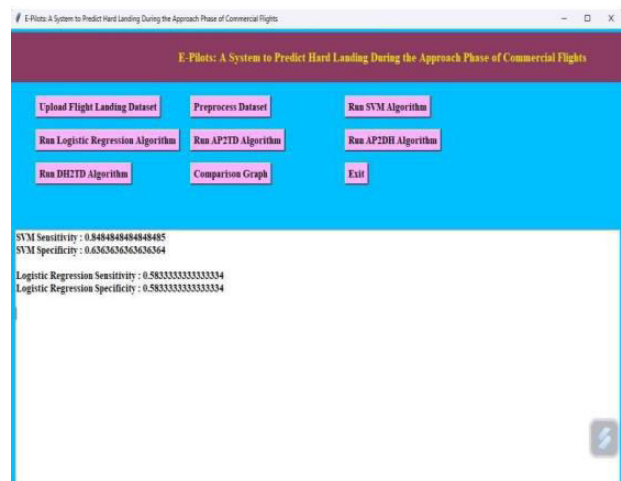 E-Pilots: A System to Predict Hard Landing During the Approach Phase of Commercial Flights
E-Pilots: A System to Predict Hard Landing During the Approach Phase of Commercial Flights
Upload Flight Landing Dataset Preprocess Dataset Run SVM Algorithm
Run Logistic Regression Algorithm Run AP2TD Algorithm Run AP2DH Algorithm
Run DH2TD Algorithm Comparison Graph Exit
SVM Sensitivity : 0.8484848484848485
SVM Specificity : 0.6363636363636364
Logistic Regression Sensitivity : 0.5833333333333334
Logistic Regression Specificity : 0.5833333333333334